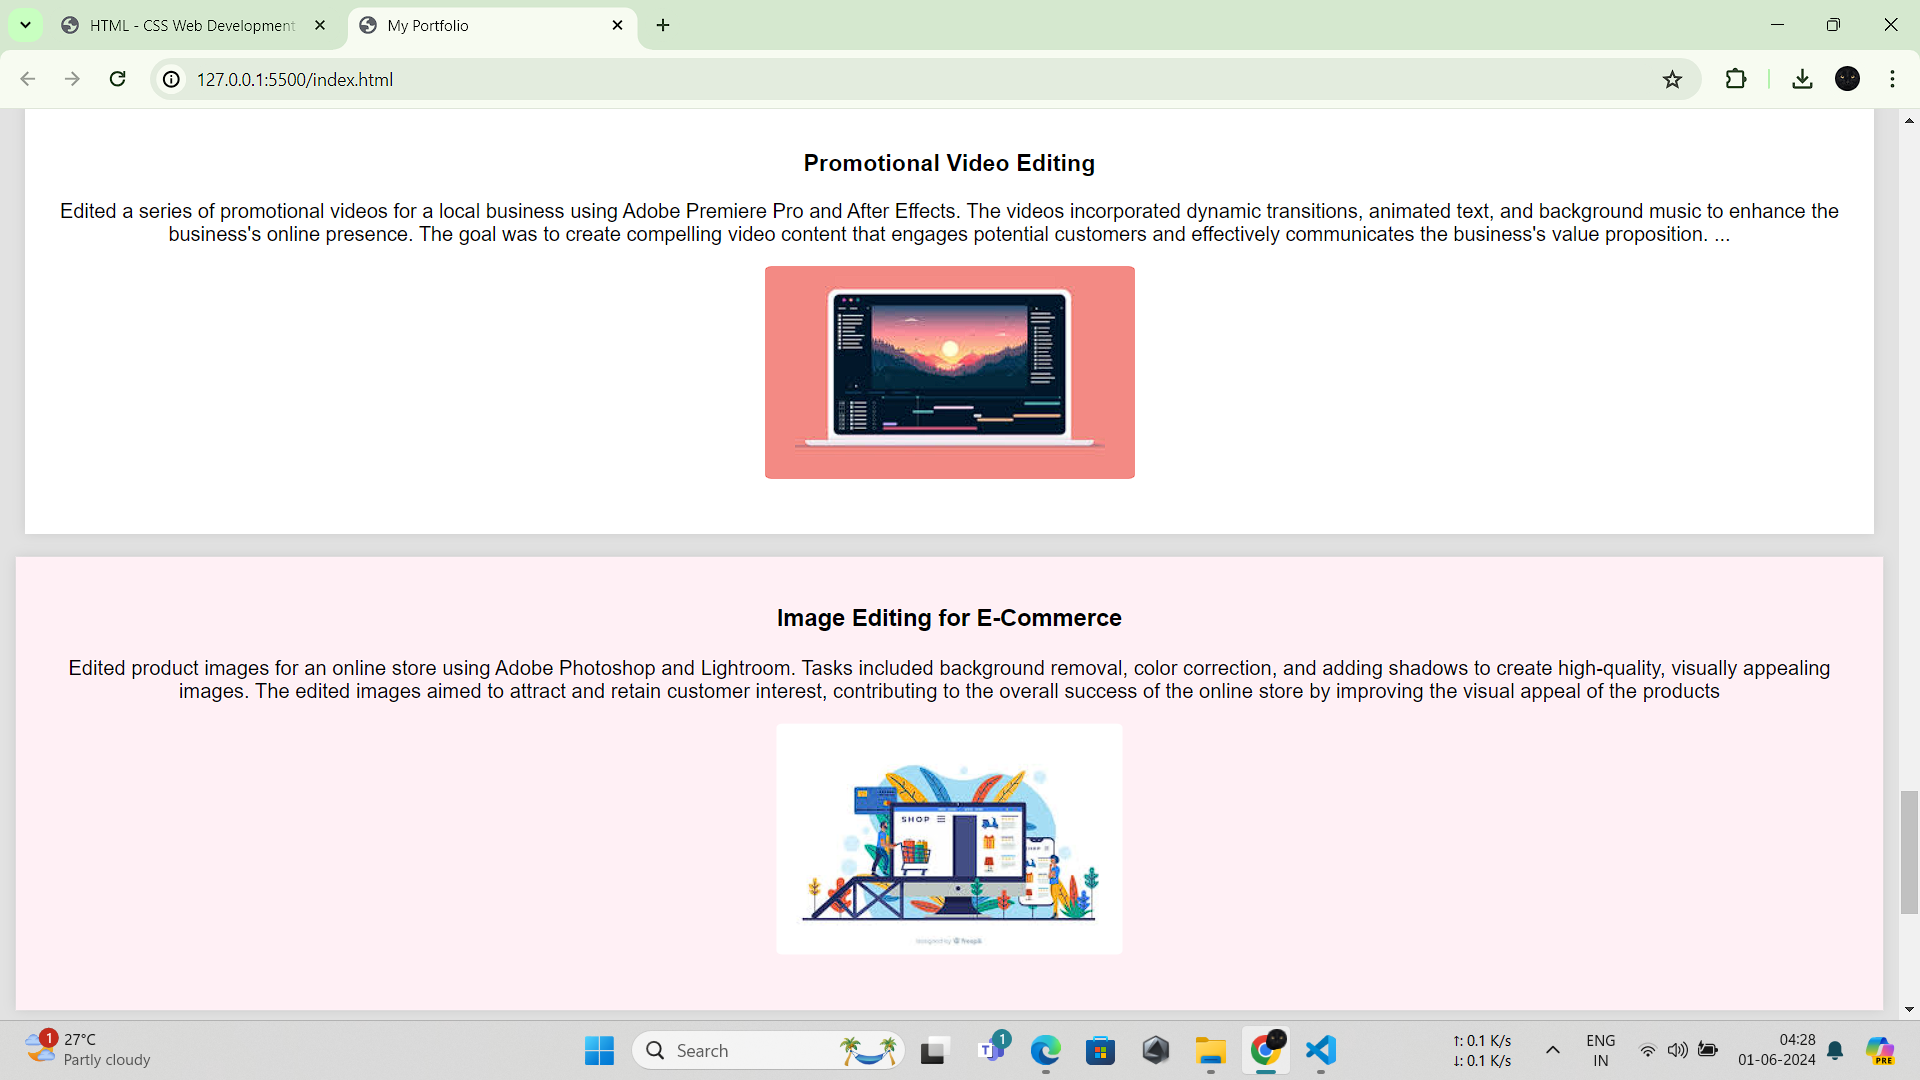 HTML - CSS Web Development
My Portfolio
127.0.0.1:5500/index.html
Promotional Video Editing
Edited a series of promotional videos for a local business using Adobe Premiere Pro and After Effects. The videos incorporated dynamic transitions, animated text, and background music to enhance the
business's online presence. The goal was to create compelling video content that engages potential customers and effectively communicates the business's value proposition. ...
Image Editing for E-Commerce
Edited product images for an online store using Adobe Photoshop and Lightroom. Tasks included background removal, color correction, and adding shadows to create high-quality, visually appealing
images. The edited images aimed to attract and retain customer interest, contributing to the overall success of the online store by improving the visual appeal of the products
SHOP
designed by freepik
1
27°C
Partly cloudy
Search
T
1
↑: 0.1 K/s
↓: 0.1 K/s
ENG
IN
04:28
01-06-2024
PRE